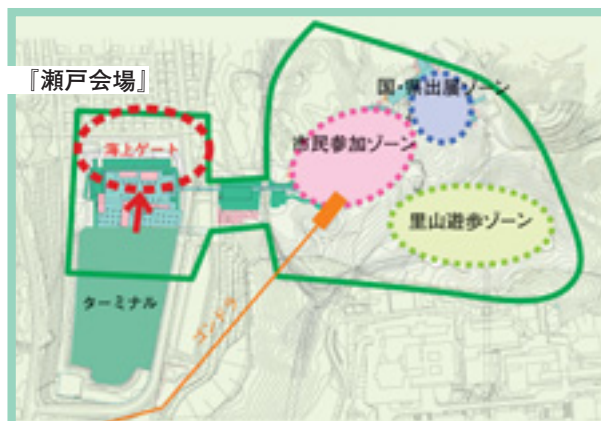 『瀬戸会場』
国・県出展ゾーン
海上ゲート
市民参加ゾーン
里山遊歩ゾーン
ターミナル
ゴンドラ